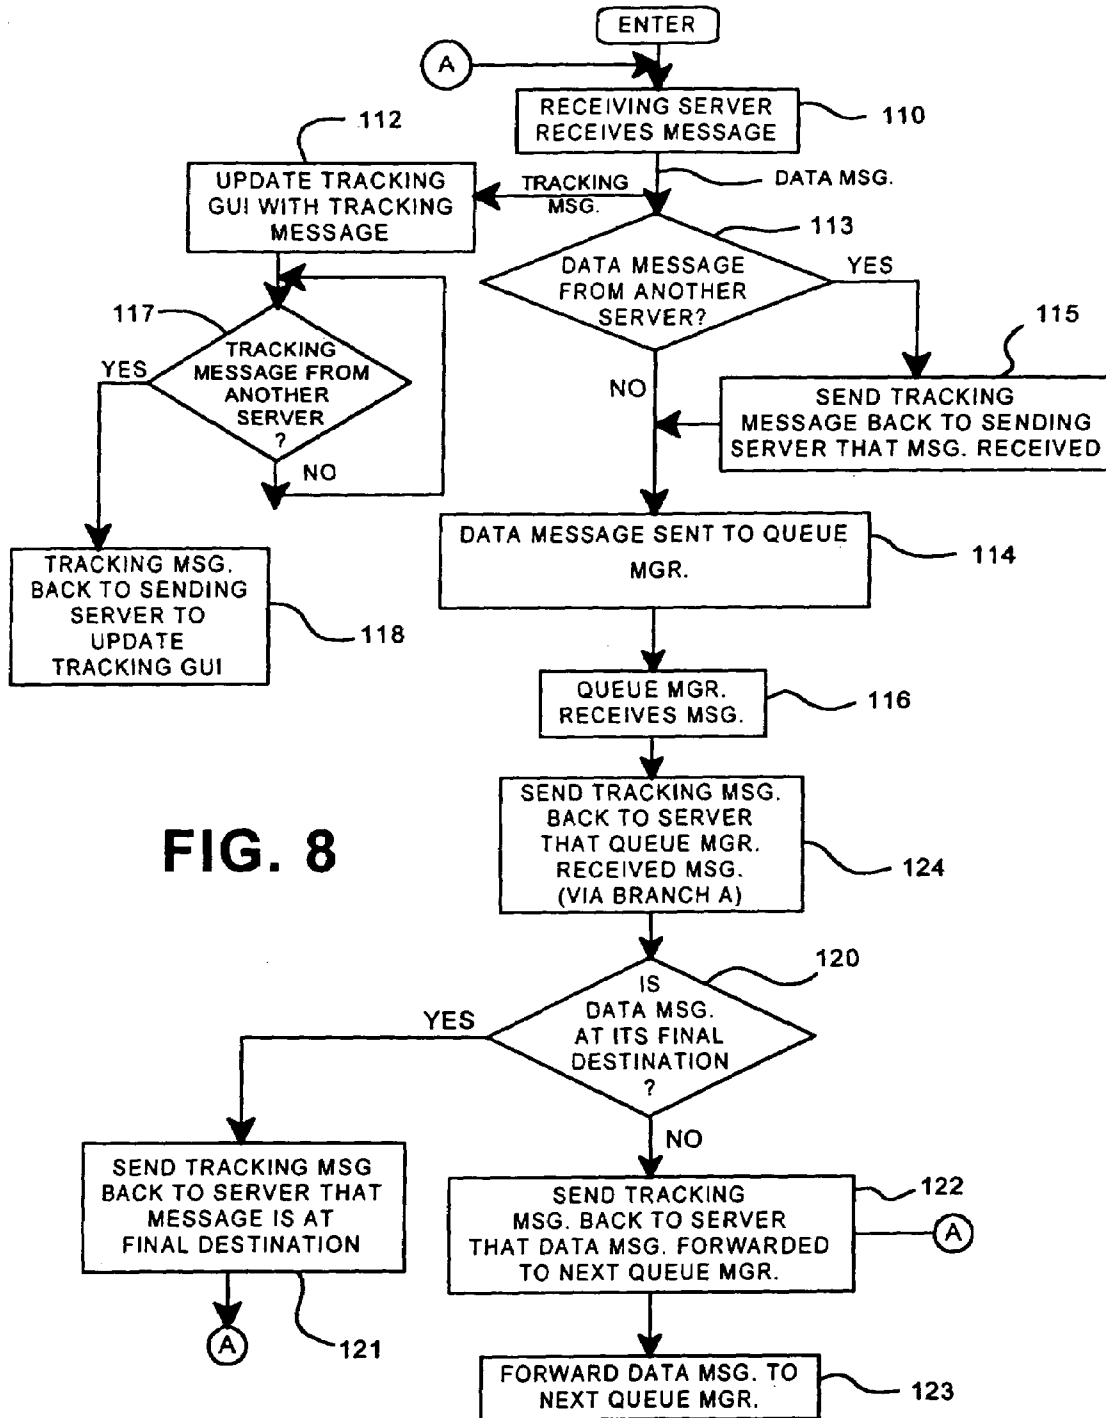 ENTER
A
RECEIVING SERVER
RECEIVES MESSAGE
110
112
UPDATE TRACKING
GUI WITH TRACKING
MESSAGE
TRACKING
MSG.
DATA MSG.
113
DATA MESSAGE
FROM ANOTHER
SERVER?
YES
NO
115
SEND TRACKING
MESSAGE BACK TO SENDING
SERVER THAT MSG. RECEIVED
117
TRACKING
MESSAGE FROM
ANOTHER
SERVER
?
YES
NO
TRACKING MSG.
BACK TO SENDING
SERVER TO
UPDATE
TRACKING GUI
118
DATA MESSAGE SENT TO QUEUE
MGR.
114
QUEUE MGR.
RECEIVES MSG.
116
SEND TRACKING MSG.
BACK TO SERVER
THAT QUEUE MGR.
RECEIVED MSG.
(VIA BRANCH A)
124
FIG. 8
IS
DATA MSG.
AT ITS FINAL
DESTINATION
?
120
YES
NO
SEND TRACKING MSG
BACK TO SERVER THAT
MESSAGE IS AT
FINAL DESTINATION
121
A
SEND TRACKING
MSG. BACK TO SERVER
THAT DATA MSG. FORWARDED
TO NEXT QUEUE MGR.
122
A
FORWARD DATA MSG. TO
NEXT QUEUE MGR.
123